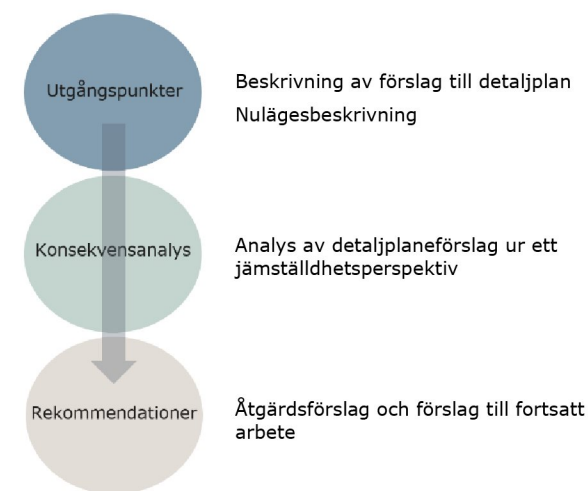 Utgångspunkter
Beskrivning av förslag till detaljplan
Nulägesbeskrivning
Konsekvensanalys
Analys av detaljplaneförslag ur ett
jämställdhetsperspektiv
Rekommendationer
Åtgärdsförslag och förslag till fortsatt
arbete